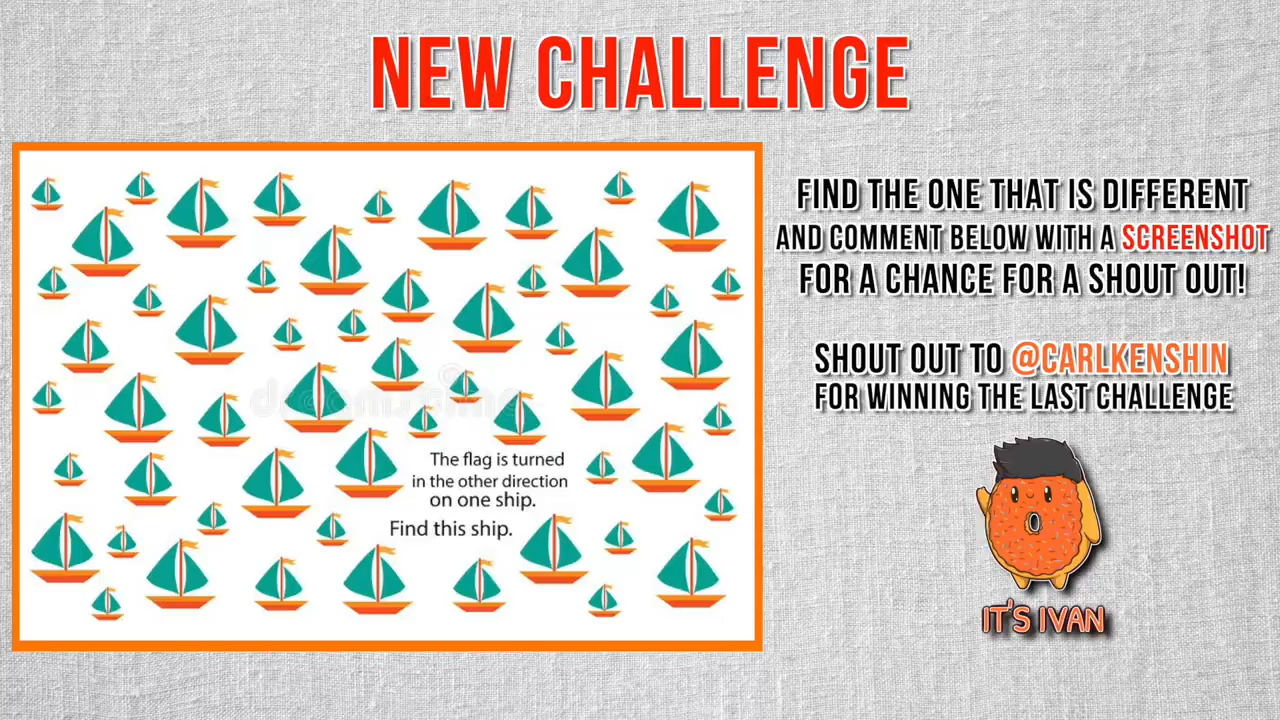 NEW CHALLENGE
The flag is turned
in the other direction
on one ship.
Find this ship.
FIND THE ONE THAT IS DIFFERENT
AND COMMENT BELOW WITH A SCREENSHOT
FOR A CHANCE FOR A SHOUT OUT!
SHOUT OUT TO @CARLKENSHIN
FOR WINNING THE LAST CHALLENGE
IT'S IVAN